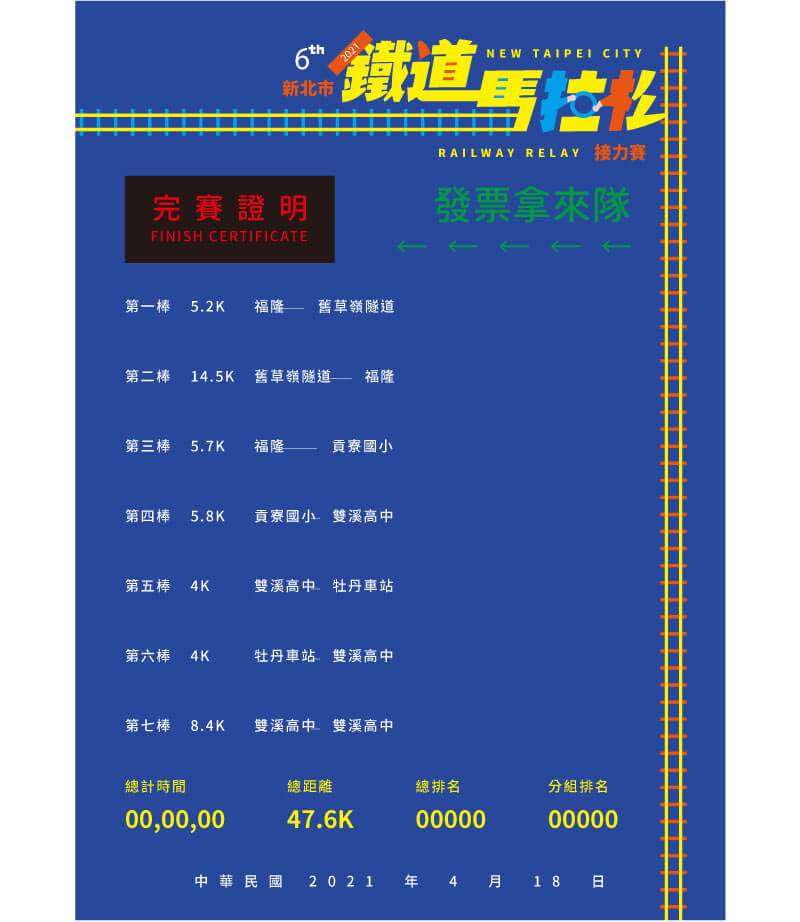 6th 2021
新北市
鐵道馬拉松
NEW TAIPEI CITY
RAILWAY RELAY 接力賽
完賽證明
FINISH CERTIFICATE
發票拿來隊
← ← ← ← ←
第一棒 5.2K 福隆—— 舊草嶺隧道
第二棒 14.5K 舊草嶺隧道—— 福隆
第三棒 5.7K 福隆——— 貢寮國小
第四棒 5.8K 貢寮國小— 雙溪高中
第五棒 4K 雙溪高中— 牡丹車站
第六棒 4K 牡丹車站— 雙溪高中
第七棒 8.4K 雙溪高中— 雙溪高中
總計時間 總距離 總排名 分組排名
00,00,00 47.6K 00000 00000
中華民國 2021 年 4 月 18 日